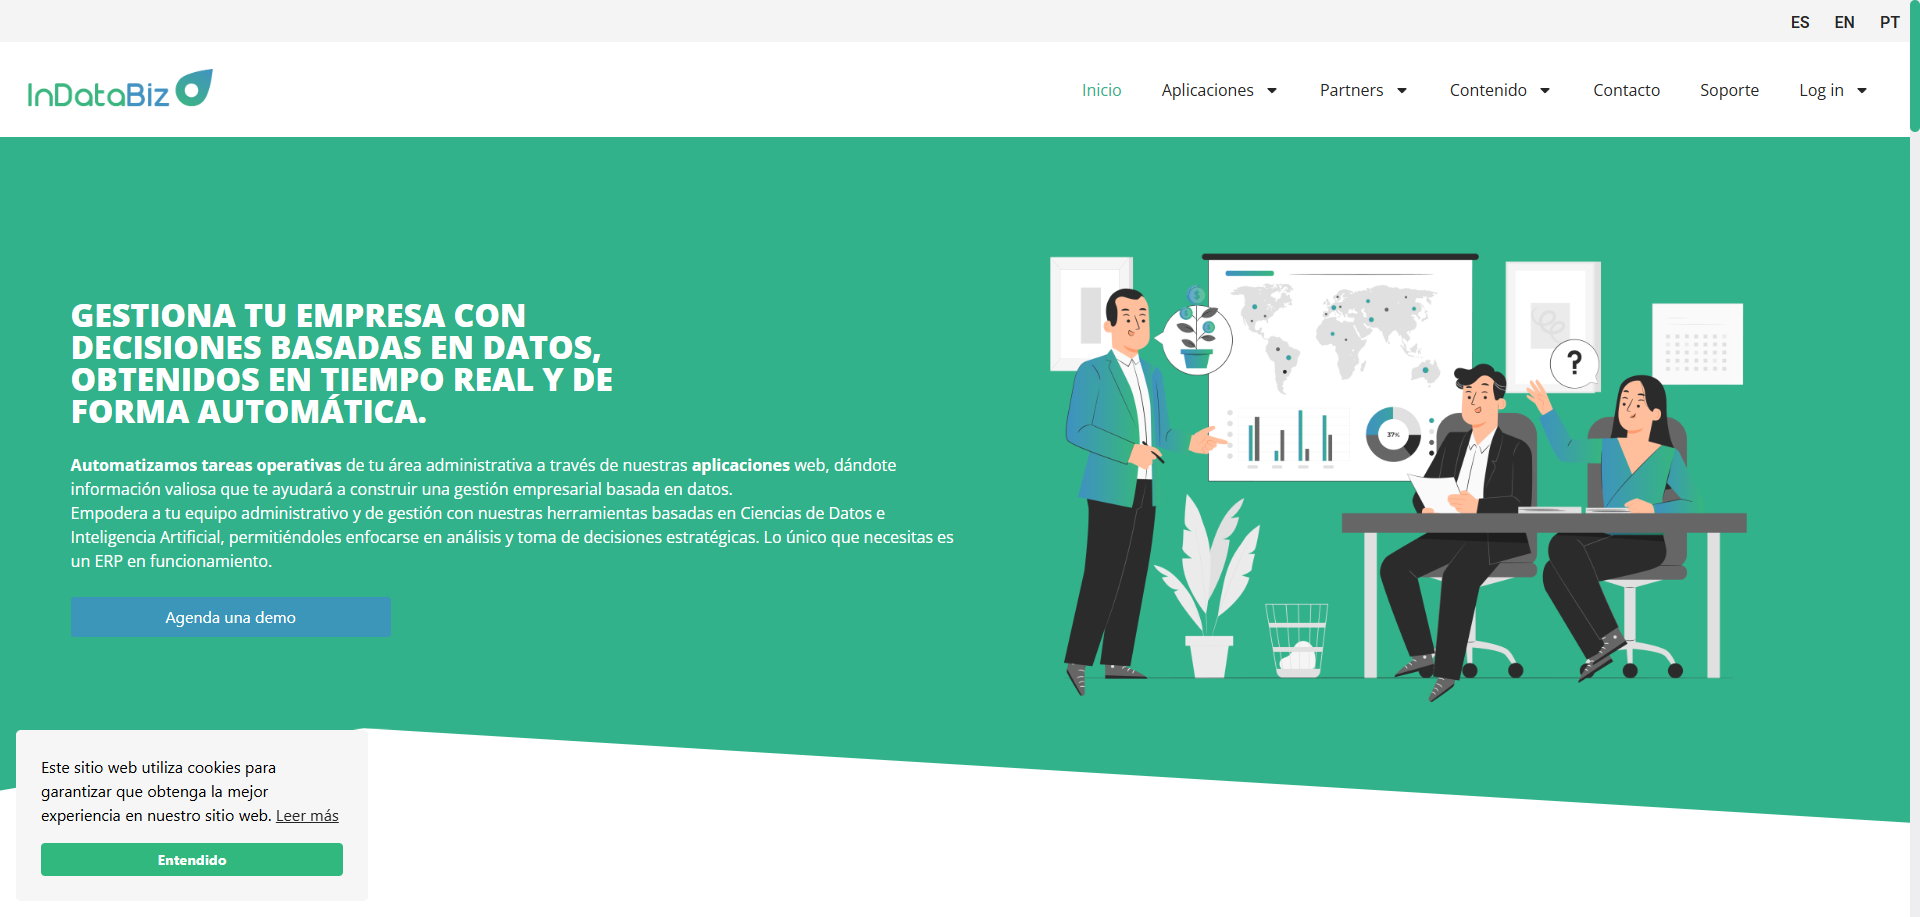 ES EN PT
InDataBiz
Inicio Aplicaciones Partners Contenido Contacto Soporte Log in
GESTIONA TU EMPRESA CON
DECISIONES BASADAS EN DATOS,
OBTENIDOS EN TIEMPO REAL Y DE
FORMA AUTOMÁTICA.
Automatizamos tareas operativas de tu área administrativa a través de nuestras aplicaciones web, dándote
información valiosa que te ayudará a construir una gestión empresarial basada en datos.
Empodera a tu equipo administrativo y de gestión con nuestras herramientas basadas en Ciencias de Datos e
Inteligencia Artificial, permitiéndoles enfocarse en análisis y toma de decisiones estratégicas. Lo único que necesitas es
un ERP en funcionamiento.
Agenda una demo
$
$
$
37%
?
Este sitio web utiliza cookies para
garantizar que obtenga la mejor
experiencia en nuestro sitio web. Leer más
Entendido